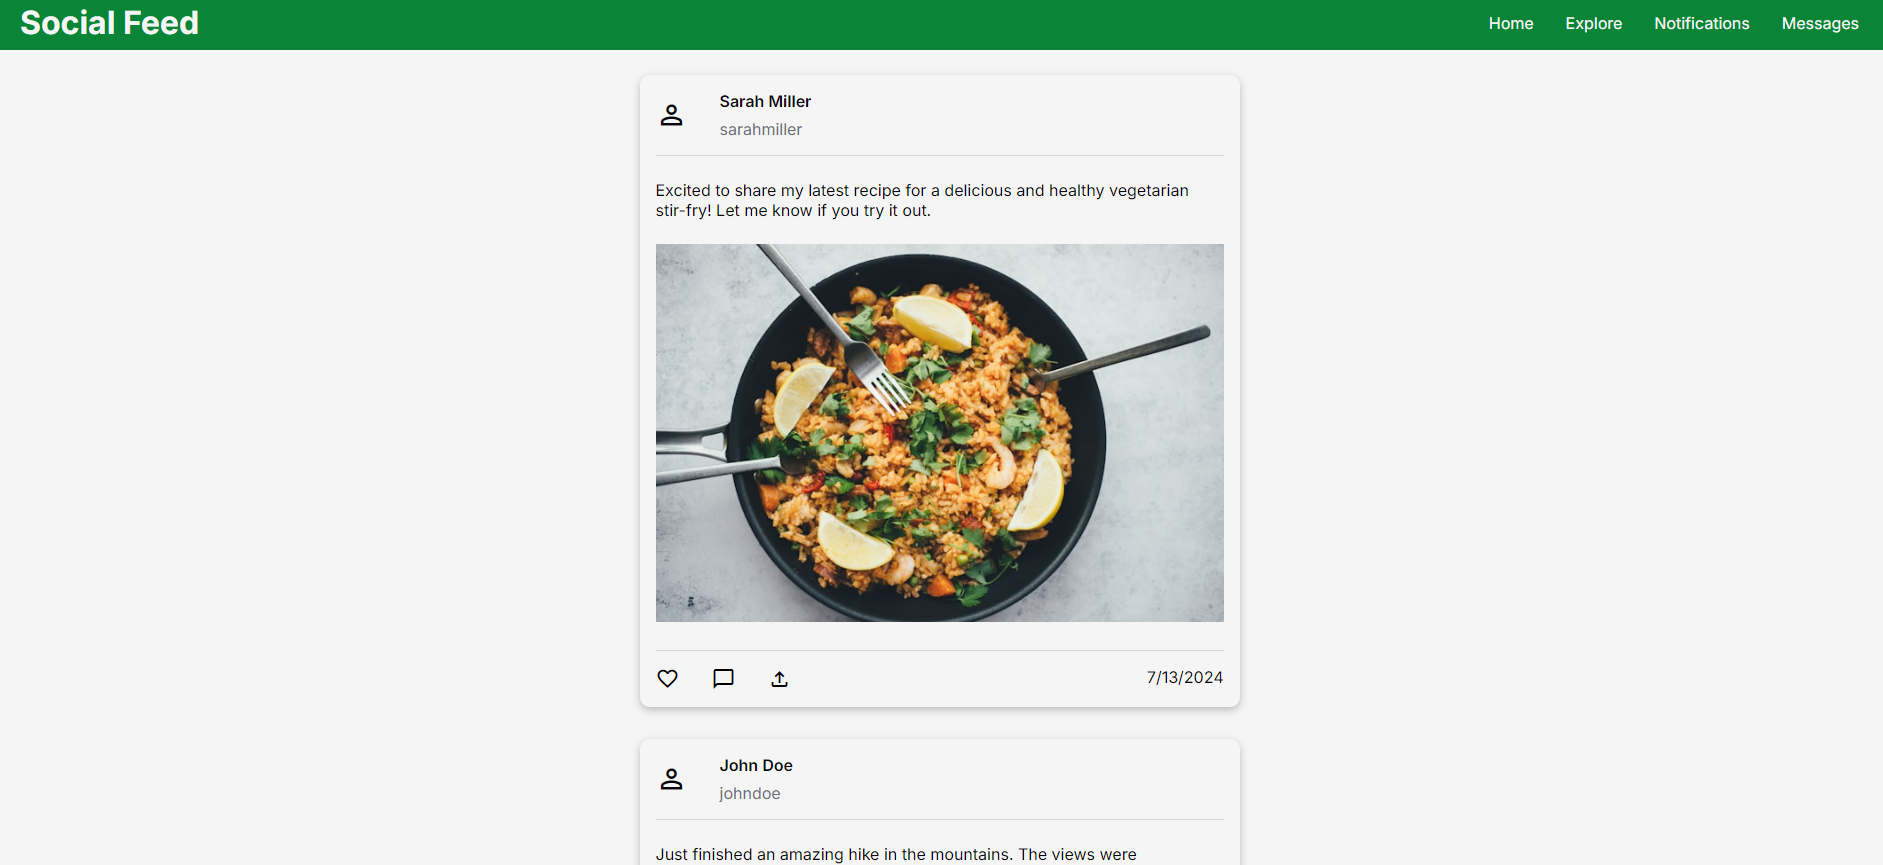 Social Feed
Home Explore Notifications Messages
Sarah Miller
sarahmiller
Excited to share my latest recipe for a delicious and healthy vegetarian
stir-fry! Let me know if you try it out.
7/13/2024
John Doe
johndoe
Just finished an amazing hike in the mountains. The views were